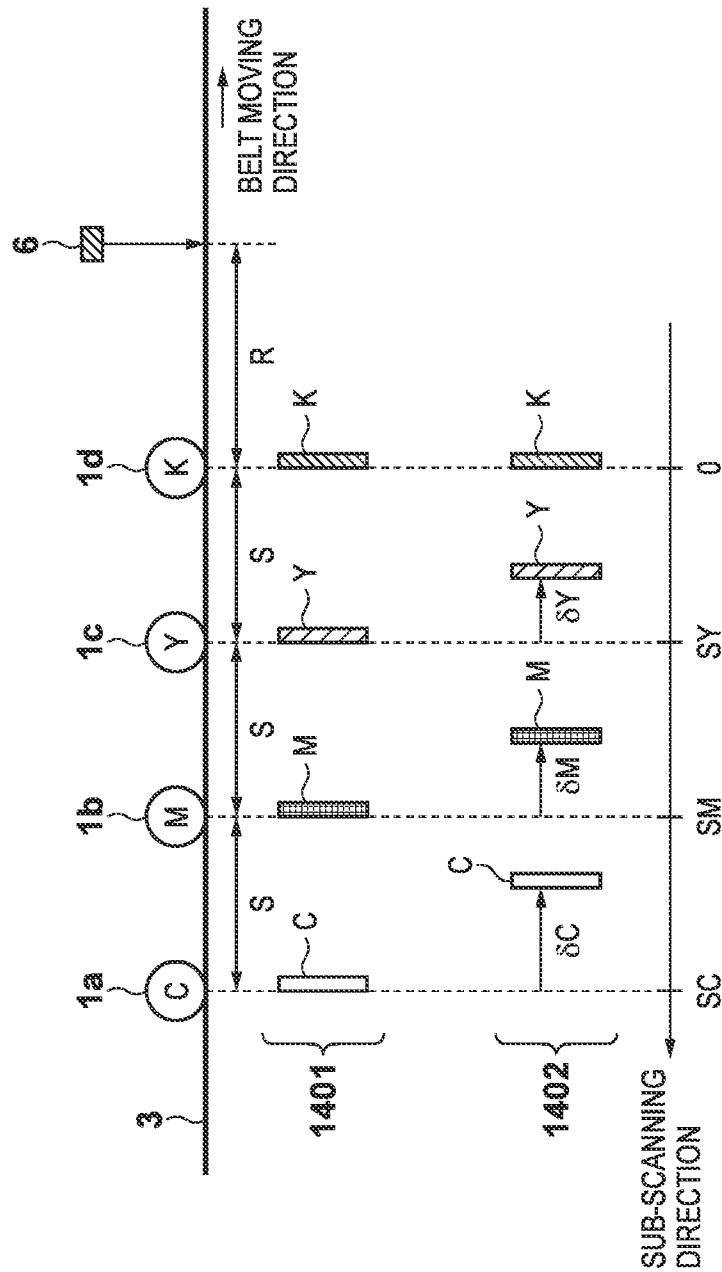 6
1a
1b
1c
1d
C
M
Y
K
3
BELT MOVING
DIRECTION
S
S
S
R
1401
C
M
Y
K
1402
C
M
Y
K
δC
δM
δY
SC
SM
SY
0
SUB-SCANNING
DIRECTION